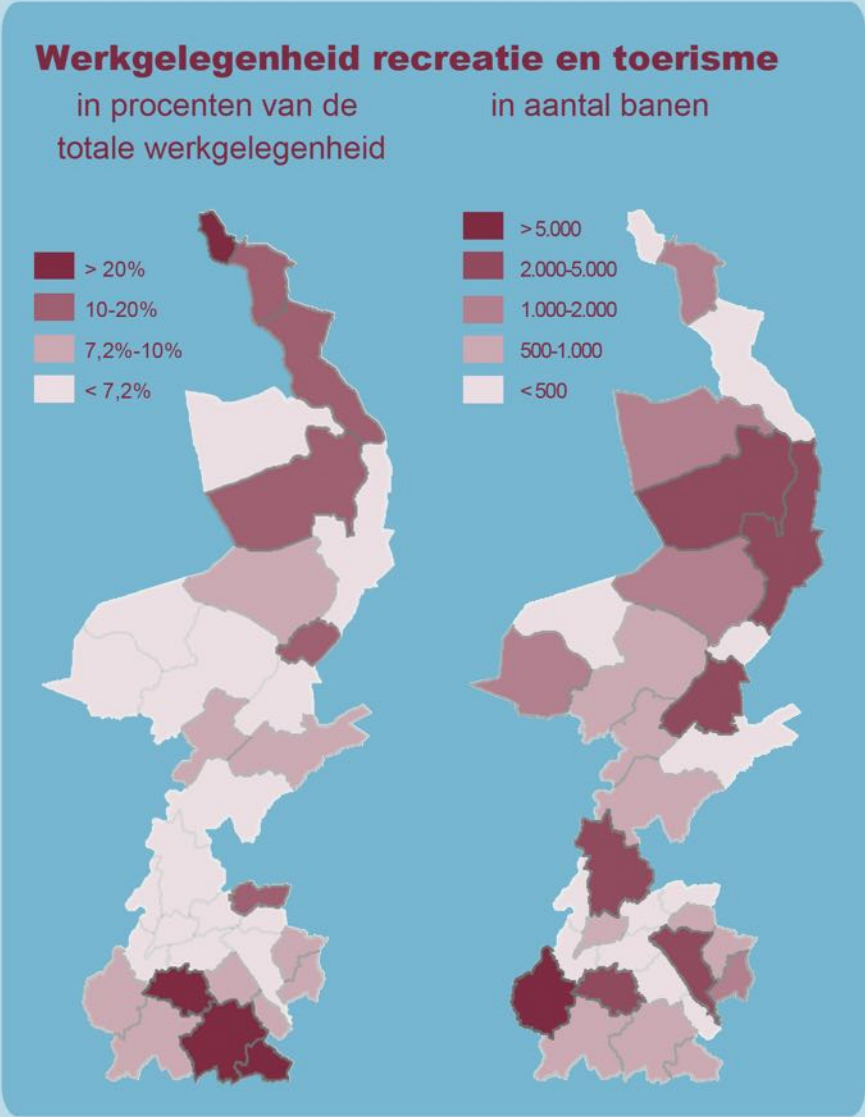 Werkgelegenheid recreatie en toerisme
in procenten van de
totale werkgelegenheid
> 20%
10-20%
7,2%-10%
< 7,2%
in aantal banen
> 5.000
2.000-5.000
1.000-2.000
500-1.000
< 500